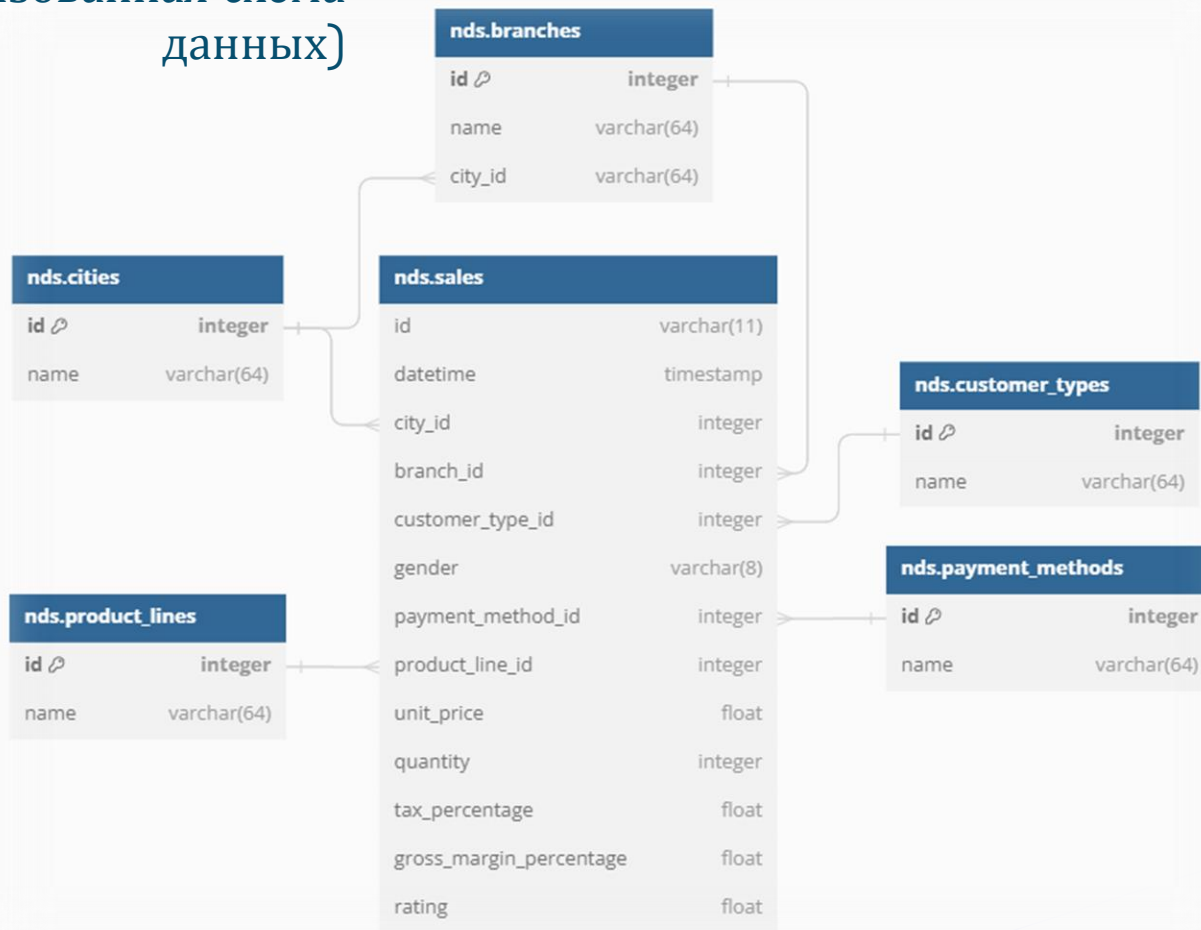 данных)
nds.branches
id integer
name varchar(64)
city_id varchar(64)
nds.cities
id integer
name varchar(64)
nds.sales
id varchar(11)
datetime timestamp
city_id integer
branch_id integer
customer_type_id integer
gender varchar(8)
payment_method_id integer
product_line_id integer
unit_price float
quantity integer
tax_percentage float
gross_margin_percentage float
rating float
nds.customer_types
id integer
name varchar(64)
nds.payment_methods
id integer
name varchar(64)
nds.product_lines
id integer
name varchar(64)